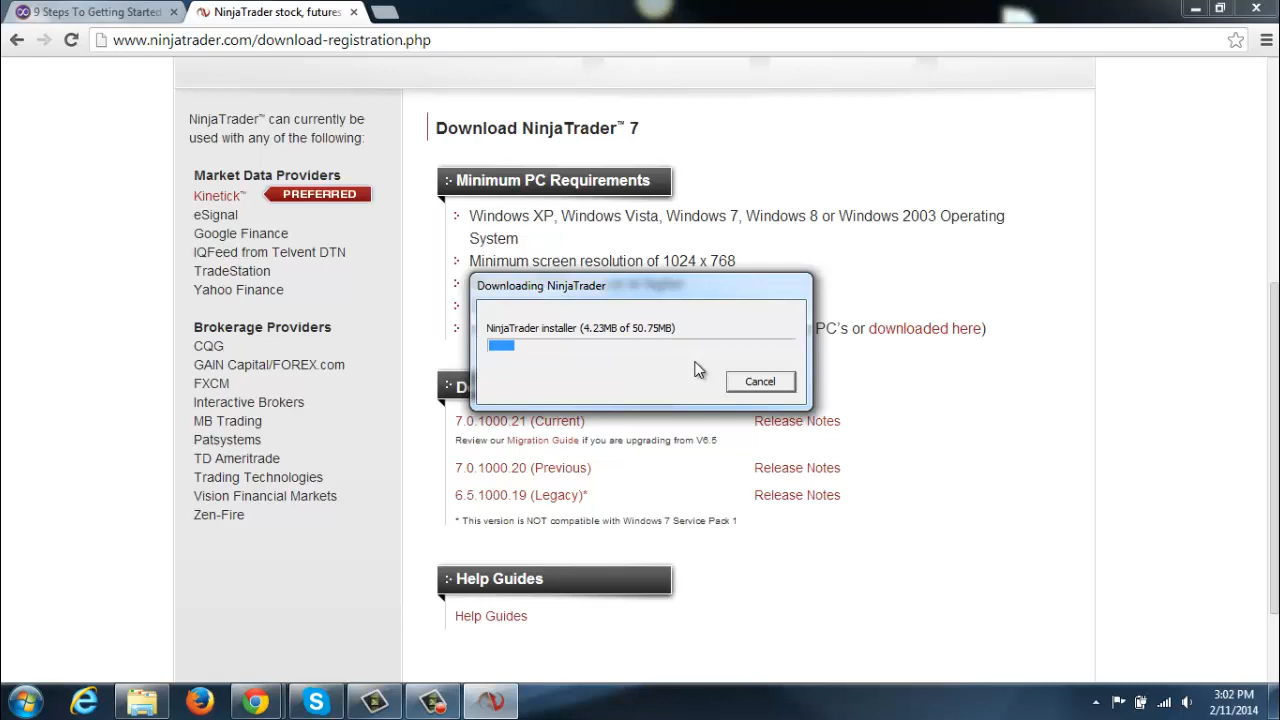 9 Steps To Getting Started
NinjaTrader stock, futures
www.ninjatrader.com/download-registration.php
NinjaTrader™ can currently be
used with any of the following:
Market Data Providers
Kinetick™ PREFERRED
eSignal
Google Finance
IQFeed from Telvent DTN
TradeStation
Yahoo Finance
Brokerage Providers
CQG
GAIN Capital/FOREX.com
FXCM
Interactive Brokers
MB Trading
Patsystems
TD Ameritrade
Trading Technologies
Vision Financial Markets
Zen-Fire
Download NinjaTrader™ 7
Minimum PC Requirements
Windows XP, Windows Vista, Windows 7, Windows 8 or Windows 2003 Operating
System
Minimum screen resolution of 1024 x 768
PC's or downloaded here)
Downloading NinjaTrader
NinjaTrader installer (4.23MB of 50.75MB)
Cancel
7.0.1000.21 (Current) Release Notes
Review our Migration Guide if you are upgrading from V6.5
7.0.1000.20 (Previous) Release Notes
6.5.1000.19 (Legacy)* Release Notes
* This version is NOT compatible with Windows 7 Service Pack 1
Help Guides
Help Guides
3:02 PM
2/11/2014